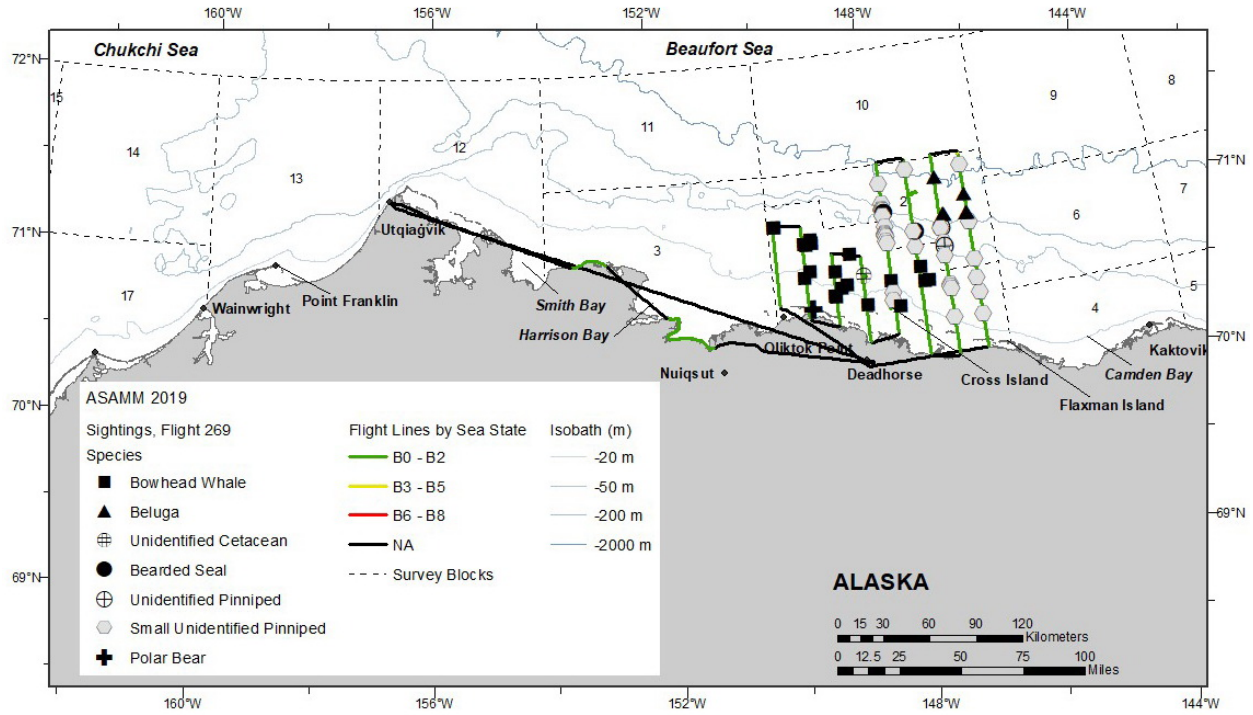 160°W 156°W 152°W 148°W 144°W
72°N
Chukchi Sea
Beaufort Sea
8
15
10
9
11
14
12
13
71°N
7
2
6
Utqiaġvik
71°N
3
5
17
Point Franklin
Smith Bay
4
Wainwright
Harrison Bay
70°N
Oliktok Point
Kaktovik
Nuiqsut
Deadhorse
Cross Island
Camden Bay
Flaxman Island
70°N
ASAMM 2019
Sightings, Flight 269
Species
Bowhead Whale
Beluga
Unidentified Cetacean
Bearded Seal
Unidentified Pinniped
Small Unidentified Pinniped
Polar Bear
Flight Lines by Sea State
B0 - B2
B3 - B5
B6 - B8
NA
Survey Blocks
Isobath (m)
-20 m
-50 m
-200 m
-2000 m
69°N
69°N
ALASKA
0 15 30 60 90 120
Kilometers
0 12.5 25 50 75 100
Miles
160°W 156°W 152°W 148°W 144°W